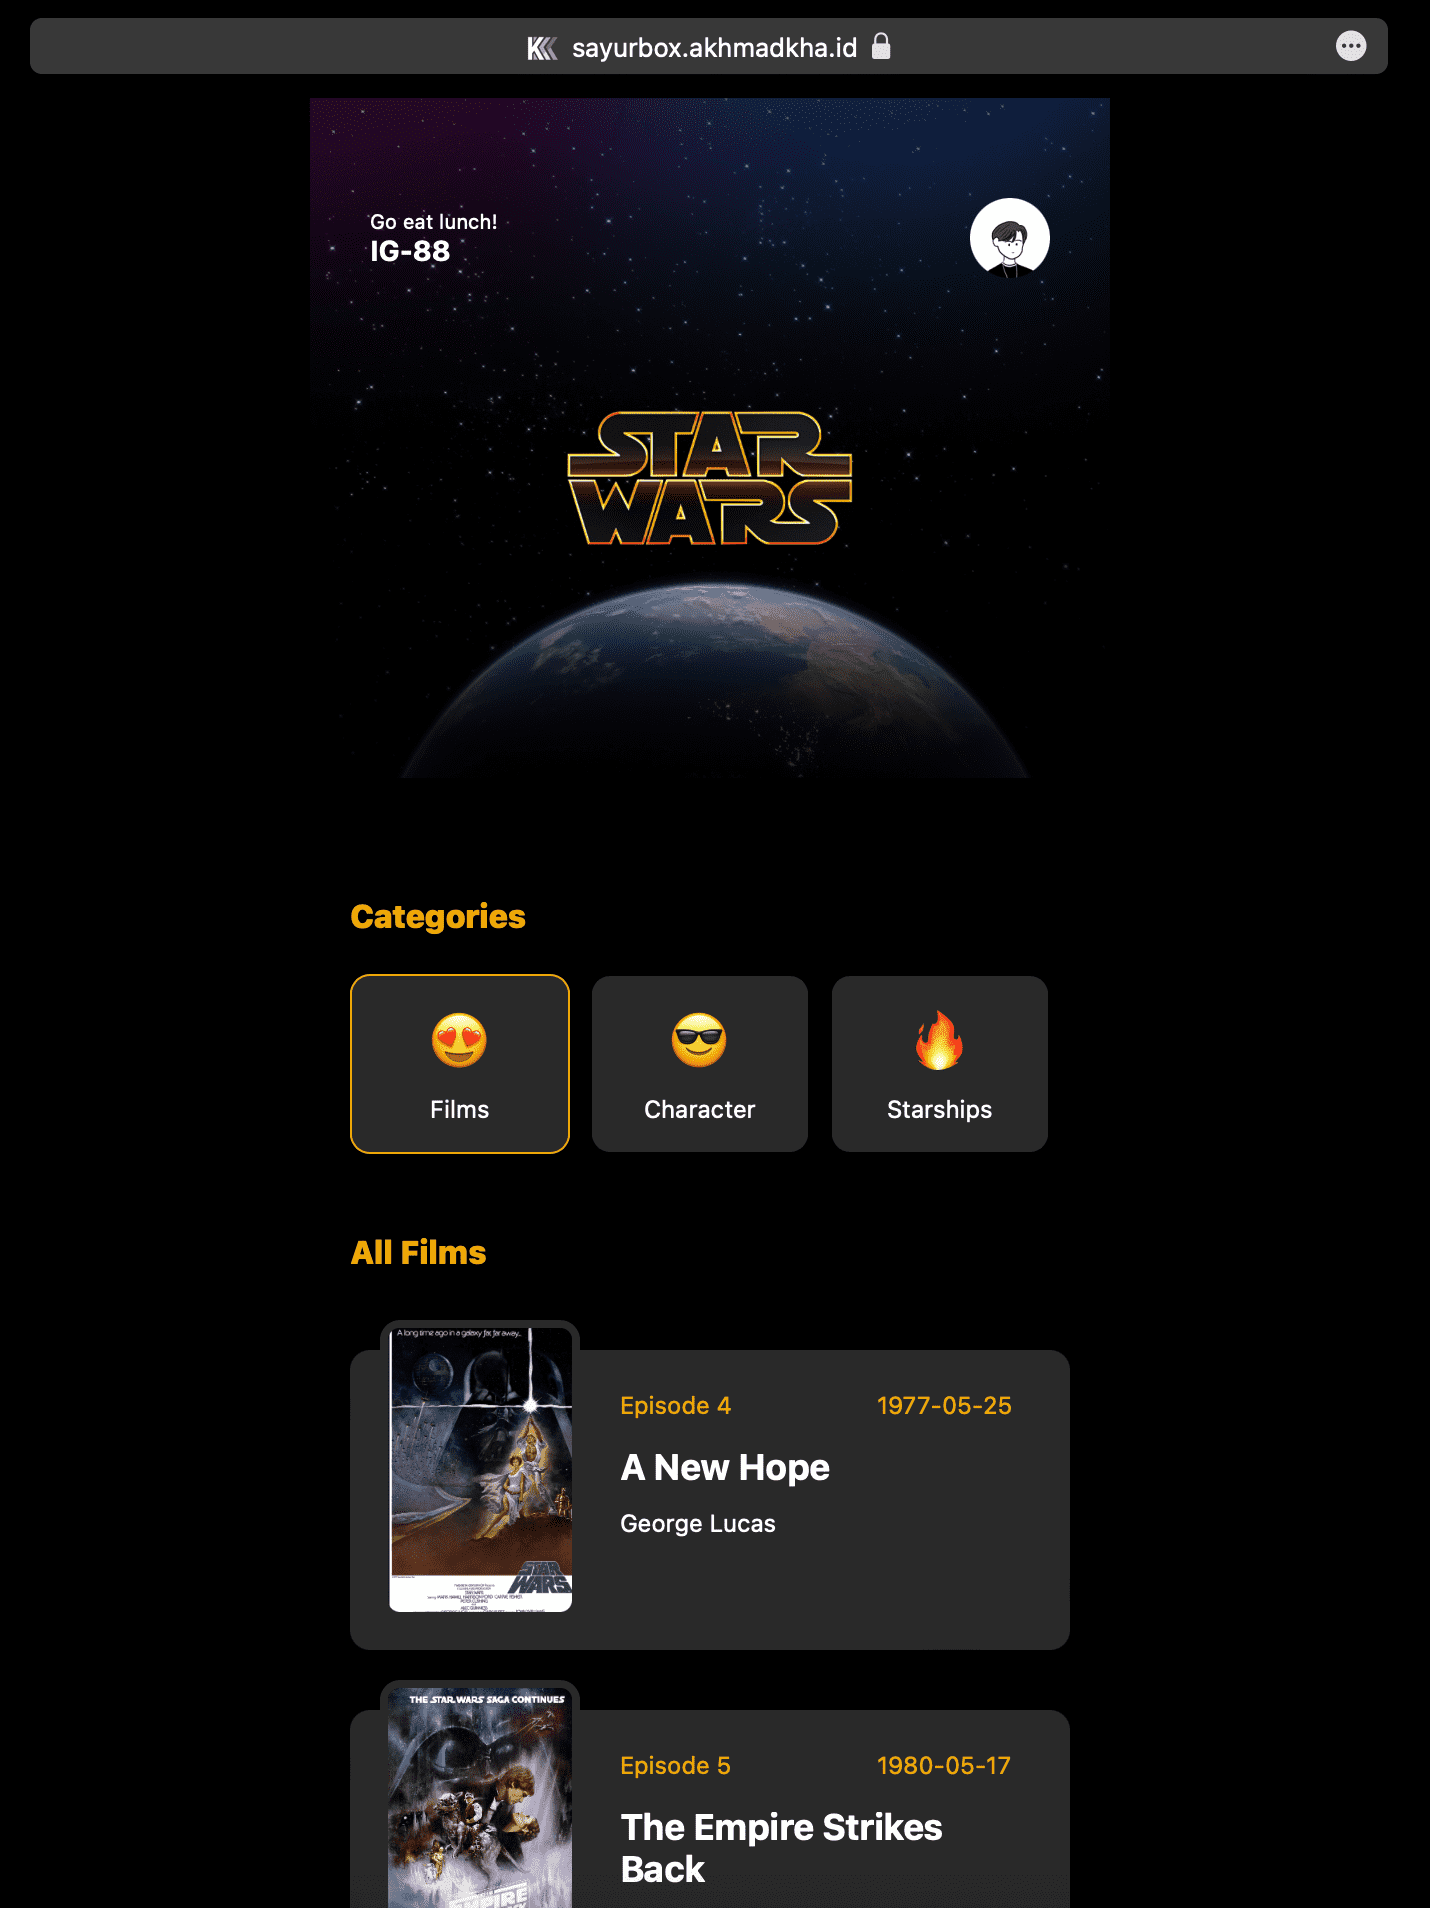 sayurbox.akhmadkha.id
Go eat lunch!
IG-88
STAR
WARS
Categories
Films
Character
Starships
All Films
A long time ago in a galaxy far, far away...
STAR
WARS
Episode 4
1977-05-25
A New Hope
George Lucas
THE STAR WARS SAGA CONTINUES
EMPIRE
Episode 5
1980-05-17
The Empire Strikes
Back